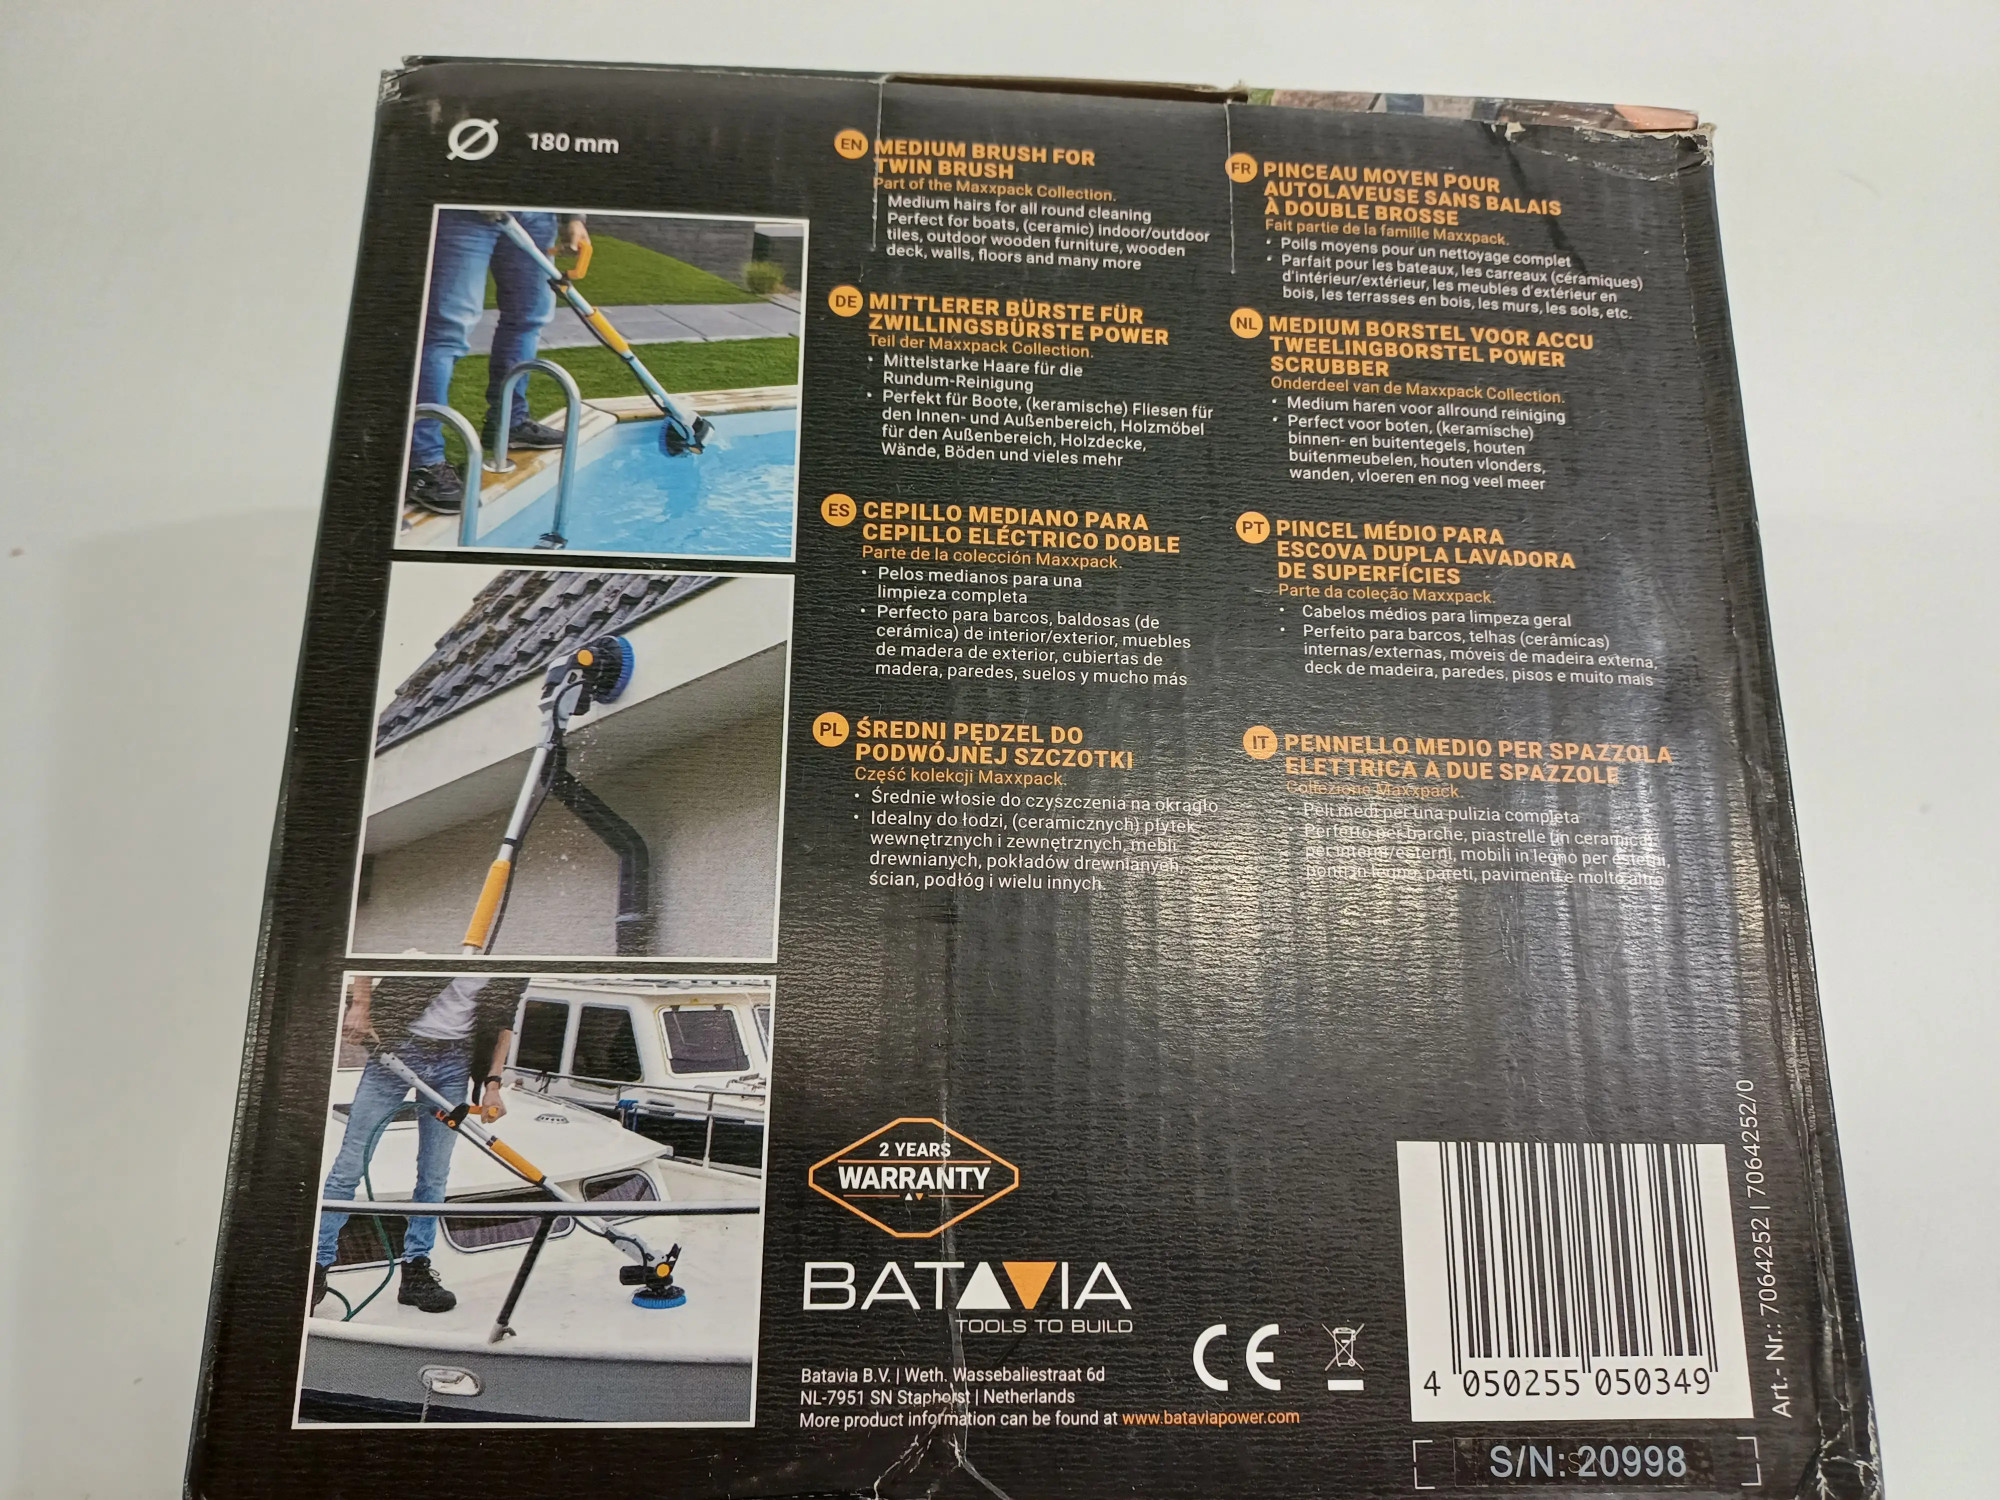 180 mm
EN MEDIUM BRUSH FOR
TWIN BRUSH
Part of the Maxxpack Collection.
Medium hairs for all round cleaning
Perfect for boats, (ceramic) indoor/outdoor
tiles, outdoor wooden furniture, wooden
deck, walls, floors and many more
DE MITTLERER BÜRSTE FÜR
ZWILLINGSBÜRSTE POWER
Teil der Maxxpack Collection.
• Mittelstarke Haare für die
Rundum-Reinigung
• Perfekt für Boote, (keramische) Fliesen für
den Innen- und Außenbereich, Holzmöbel
für den Außenbereich, Holzdecke,
Wände, Böden und vieles mehr
ES CEPILLO MEDIANO PARA
CEPILLO ELÉCTRICO DOBLE
Parte de la colección Maxxpack.
• Pelos medianos para una
limpieza completa
• Perfecto para barcos, baldosas (de
cerámica) de interior/exterior, muebles
de madera de exterior, cubiertas de
madera, paredes, suelos y mucho más
PL ŚREDNI PĘDZEL DO
PODWÓJNEJ SZCZOTKI
Część kolekcji Maxxpack.
• Średnie włosie do czyszczenia na okrągło
• Idealny do łodzi, (ceramicznych) płytek
wewnętrznych i zewnętrznych, mebli
drewnianych, pokładów drewnianych,
ścian, podłóg i wielu innych.
FR PINCEAU MOYEN POUR
AUTOLAVEUSE SANS BALAIS
À DOUBLE BROSSE
Fait partie de la famille Maxxpack.
• Poils moyens pour un nettoyage complet
• Parfait pour les bateaux, les carreaux (céramiques)
d'intérieur/extérieur, les meubles d'extérieur en
bois, les terrasses en bois, les murs, les sols, etc.
NL MEDIUM BORSTEL VOOR ACCU
TWEELINGBORSTEL POWER
SCRUBBER
Onderdeel van de Maxxpack Collection.
• Medium haren voor allround reiniging
• Perfect voor boten, (keramische)
binnen- en buitentegels, houten
buitenmeubelen, houten vlonders,
wanden, vloeren en nog veel meer
PT PINCEL MÉDIO PARA
ESCOVA DUPLA LAVADORA
DE SUPERFÍCIES
Parte da coleção Maxxpack.
• Cabelos médios para limpeza geral
• Perfeito para barcos, telhas (cerâmicas)
internas/externas, móveis de madeira externa,
deck de madeira, paredes, pisos e muito mais
IT PENNELLO MEDIO PER SPAZZOLA
ELETTRICA A DUE SPAZZOLE
Collezione Maxxpack.
• Peli medi per una pulizia completa
• Perfetto per barche, piastrelle (in ceramica)
per interni/esterni, mobili in legno per esterni,
ponti in legno, pareti, pavimenti e molto altro
2 YEARS
WARRANTY
BATAVIA
TOOLS TO BUILD
Batavia B.V. | Weth. Wassebaliestraat 6d
NL-7951 SN Staphorst | Netherlands
More product information can be found at www.bataviapower.com
CE
4 050255 050349
Art.- Nr.: 7064252 | 7064252/0
S/N: 20998